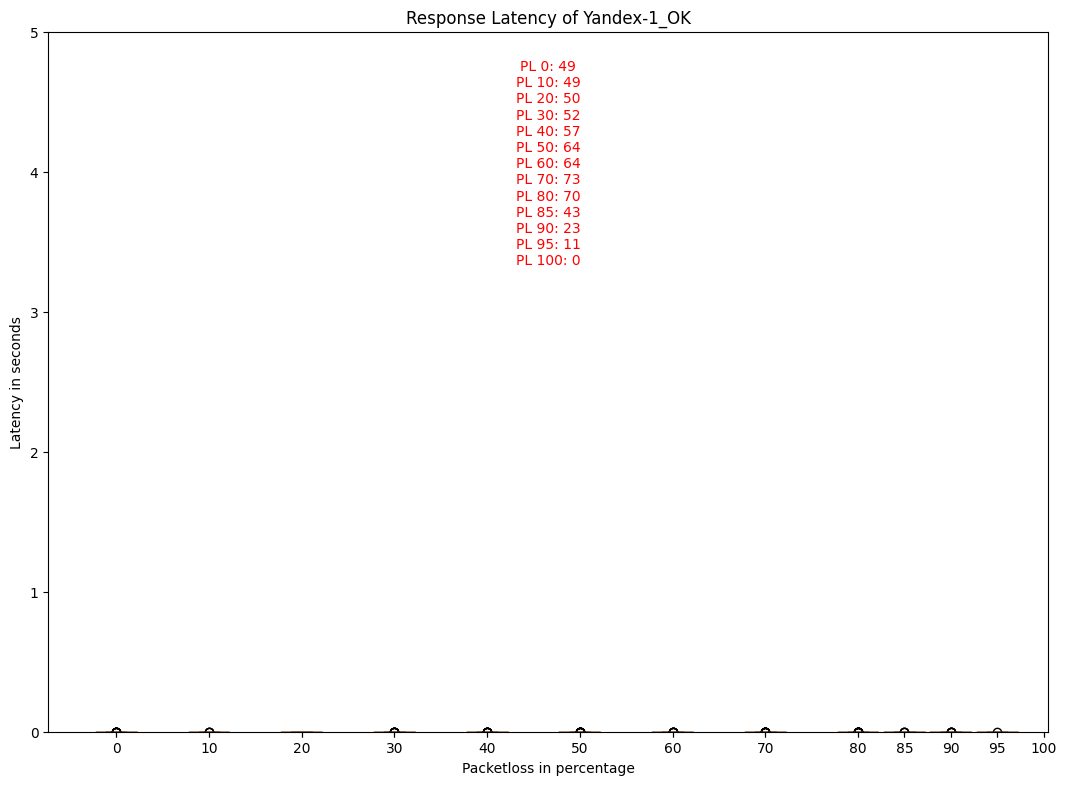 Response Latency of Yandex-1_OK
5
PL 0: 49
PL 10: 49
PL 20: 50
PL 30: 52
PL 40: 57
PL 50: 64
PL 60: 64
PL 70: 73
PL 80: 70
PL 85: 43
PL 90: 23
PL 95: 11
PL 100: 0
4
3
2
1
0
Latency in seconds
0 10 20 30 40 50 60 70 80 85 90 95 100
Packetloss in percentage